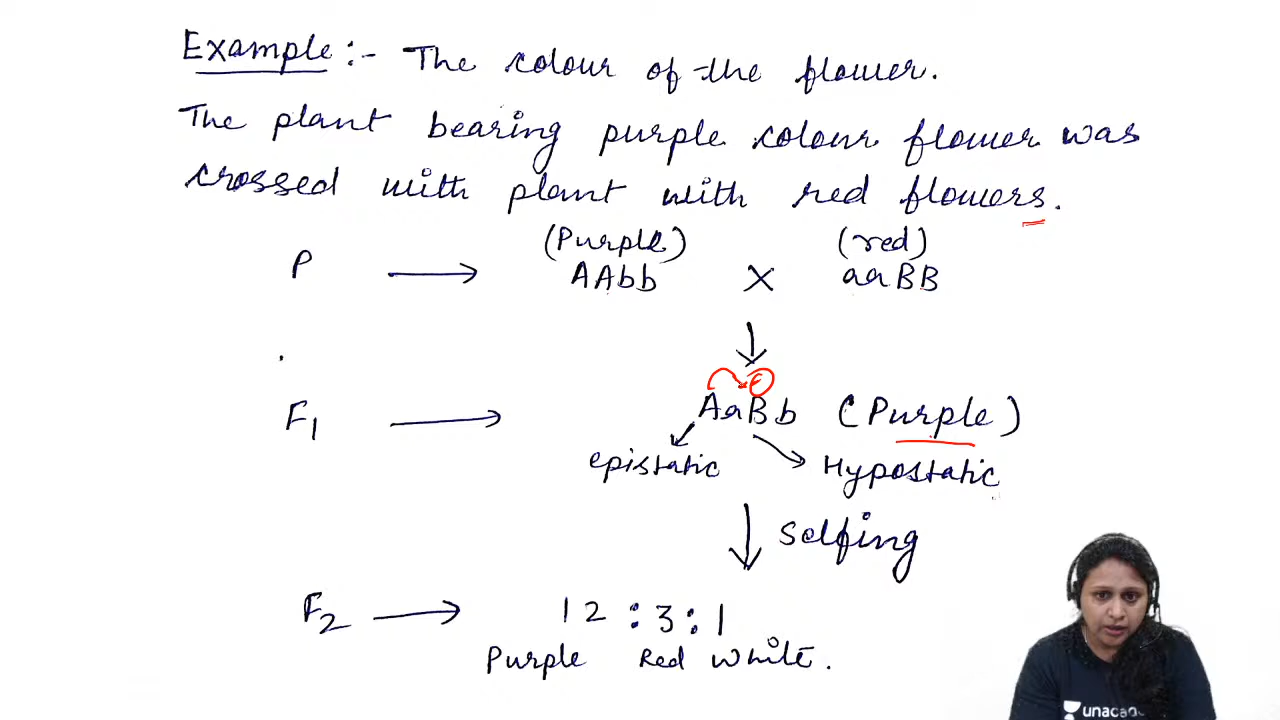 Example :- The colour of the flower.
The plant bearing purple colour flower was
crossed with plant with red flowers.
(Purple) (red)
P → AAbb X aaBB
F1 → AaBb (Purple)
epistatic Hypostatic
Selfing
F2 → 12 : 3 : 1
Purple Red White.
unacad